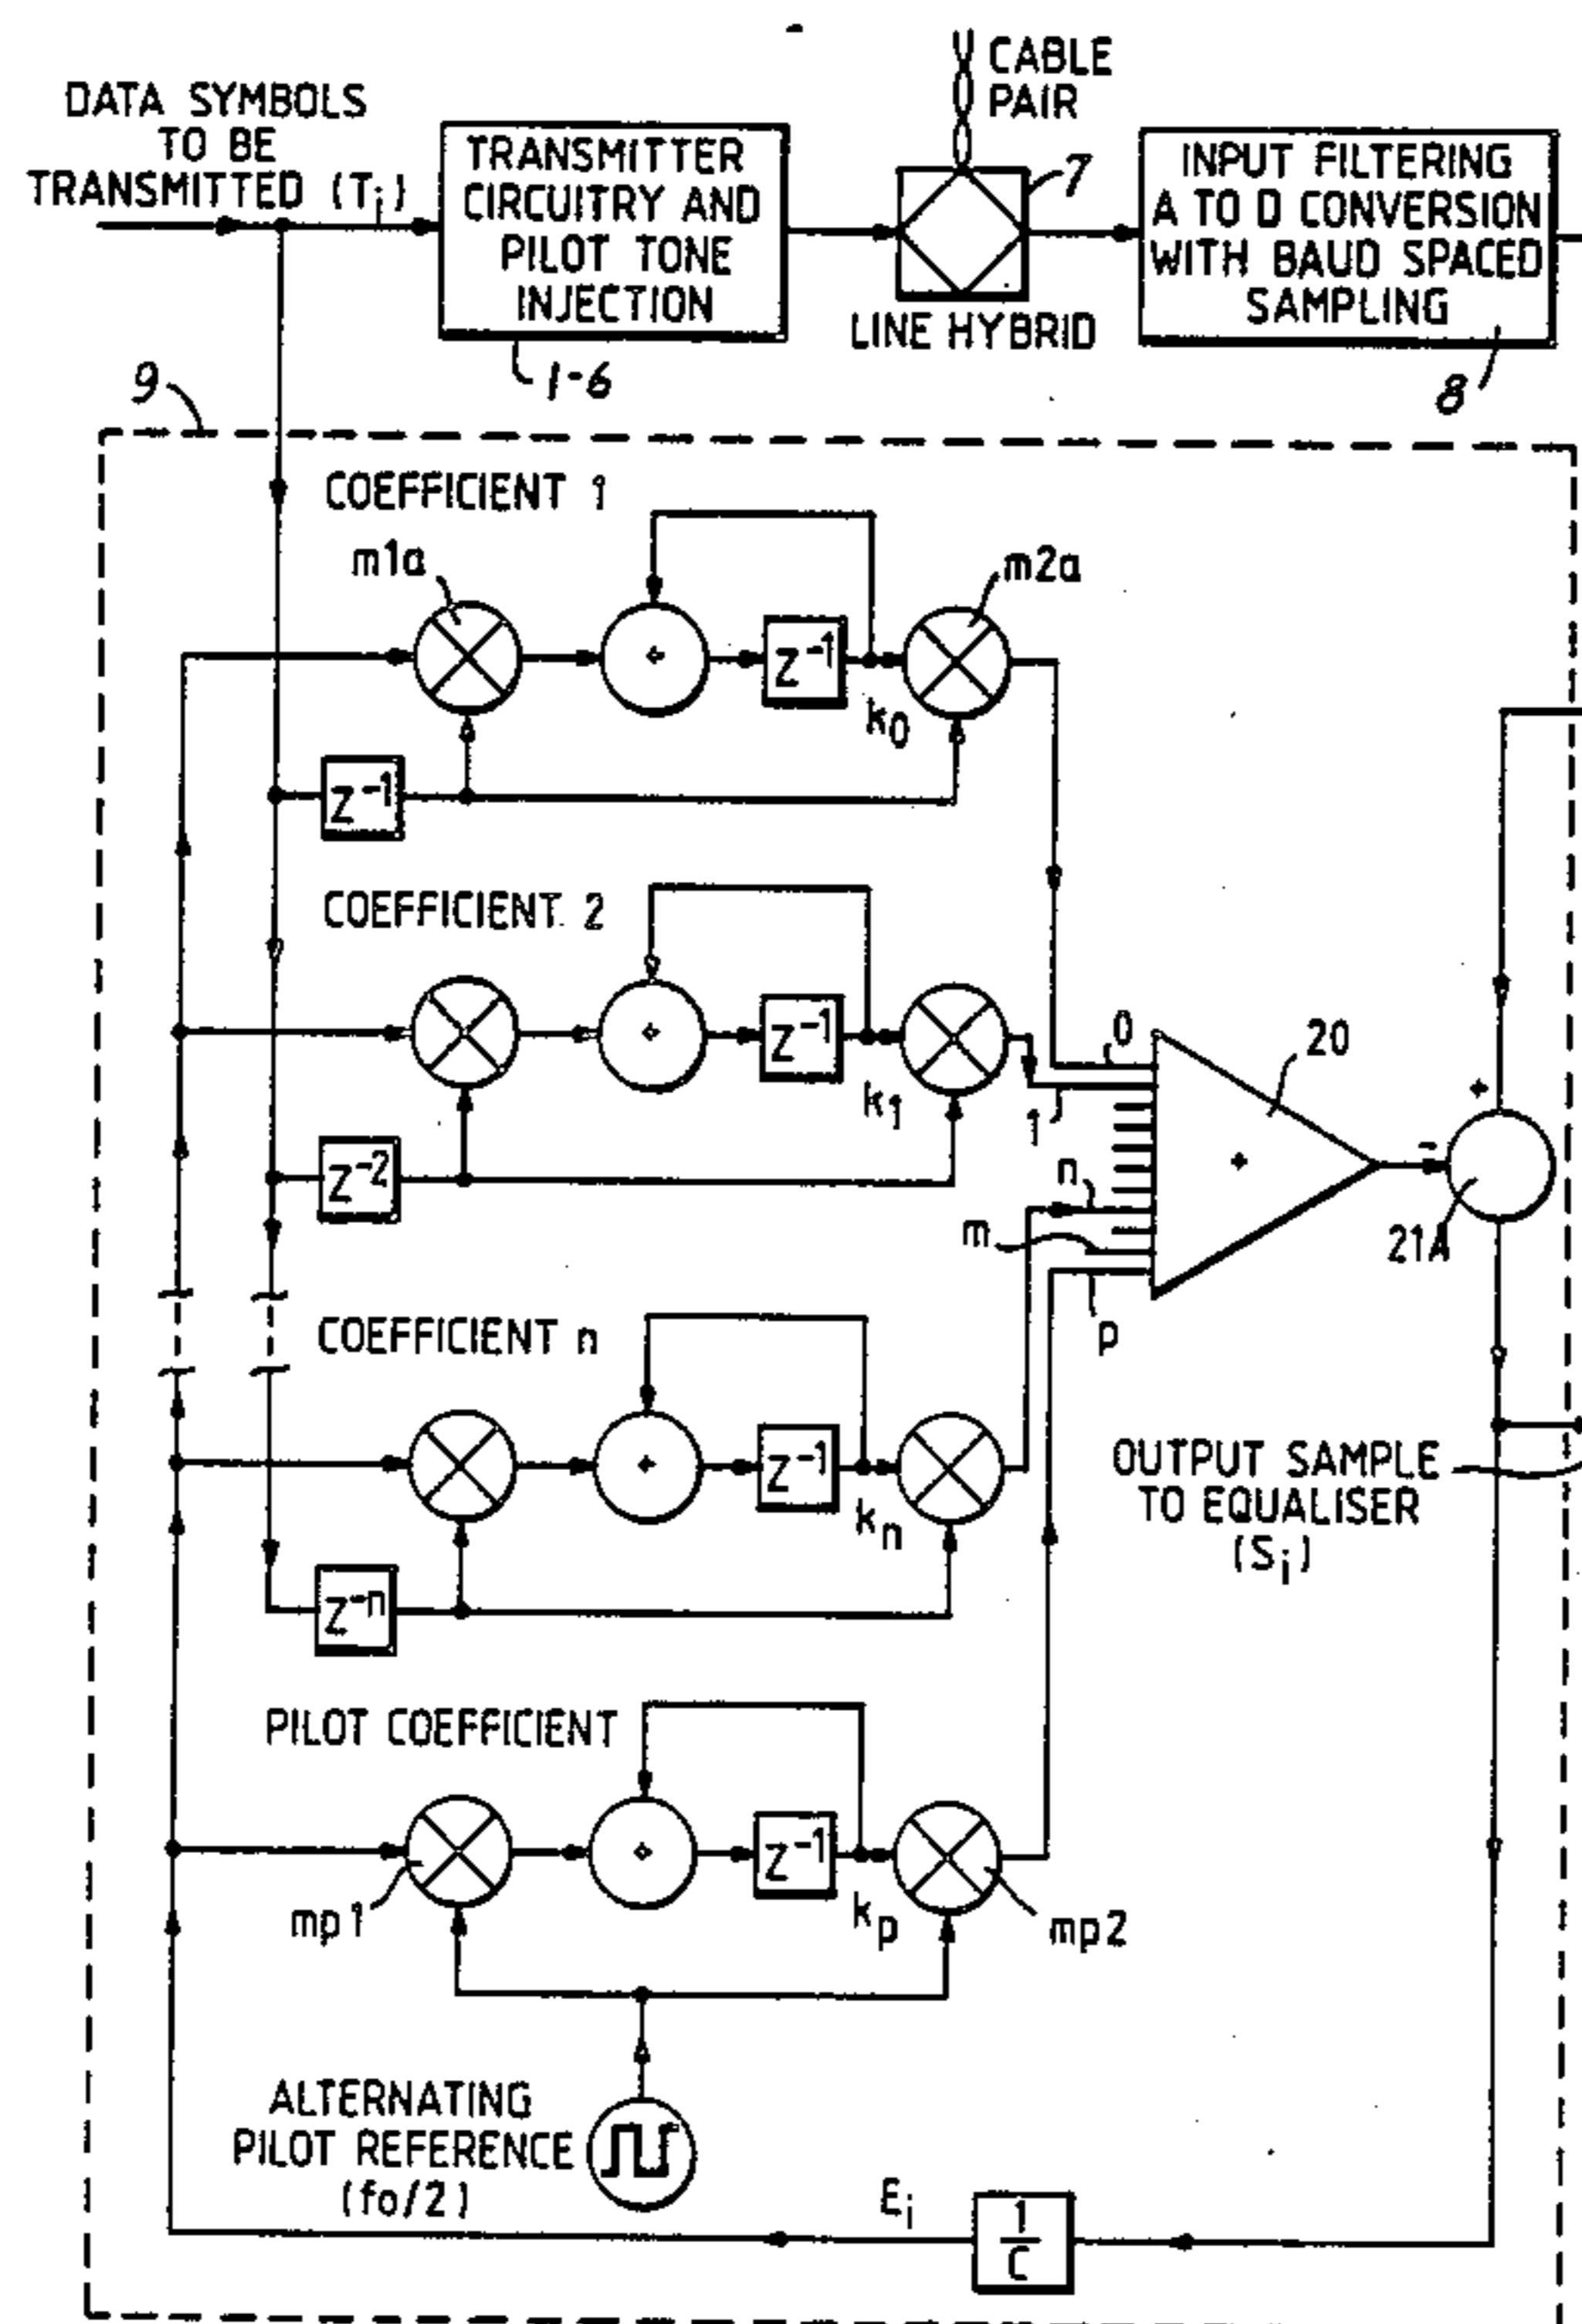 DATA SYMBOLS
TO BE
TRANSMITTED (Ti)
TRANSMITTER
CIRCUITRY AND
PILOT TONE
INJECTION
1-6
CABLE
PAIR
7
LINE HYBRID
INPUT FILTERING
A TO D CONVERSION
WITH BAUD SPACED
SAMPLING
8
9
COEFFICIENT 1
m1a
+
Z⁻¹
k₀
m2a
Z⁻¹
COEFFICIENT 2
+
Z⁻¹
k₁
Z⁻²
0
1
n
m
p
20
+
+
-
21A
COEFFICIENT n
+
Z⁻¹
kₙ
Z⁻ⁿ
OUTPUT SAMPLE
TO EQUALISER
(Si)
PILOT COEFFICIENT
mp1
+
Z⁻¹
kₚ
mp2
ALTERNATING
PILOT REFERENCE
(fo/2)
Ei
1
C